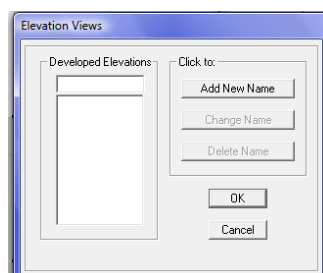 Elevation Views
Developed Elevations
Click to:
Add New Name
Change Name
Delete Name
OK
Cancel